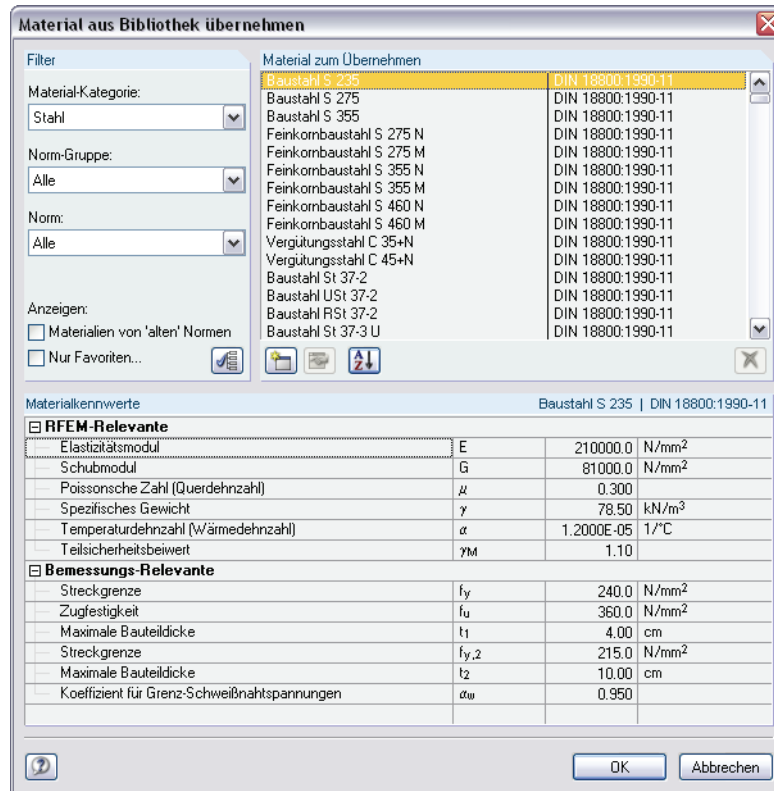 Material aus Bibliothek übernehmen
Filter
Material-Kategorie:
Stahl
Norm-Gruppe:
Alle
Norm:
Alle
Anzeigen:
Materialien von 'alten' Normen
Nur Favoriten...
Material zum Übernehmen
Baustahl S 235 DIN 18800:1990-11
Baustahl S 275 DIN 18800:1990-11
Baustahl S 355 DIN 18800:1990-11
Feinkornbaustahl S 275 N DIN 18800:1990-11
Feinkornbaustahl S 275 M DIN 18800:1990-11
Feinkornbaustahl S 355 N DIN 18800:1990-11
Feinkornbaustahl S 355 M DIN 18800:1990-11
Feinkornbaustahl S 460 N DIN 18800:1990-11
Feinkornbaustahl S 460 M DIN 18800:1990-11
Vergütungsstahl C 35+N DIN 18800:1990-11
Vergütungsstahl C 45+N DIN 18800:1990-11
Baustahl St 37-2 DIN 18800:1990-11
Baustahl USt 37-2 DIN 18800:1990-11
Baustahl RSt 37-2 DIN 18800:1990-11
Baustahl St 37-3 U DIN 18800:1990-11
Materialkennwerte Baustahl S 235 | DIN 18800:1990-11
RFEM-Relevante
Elastizitätsmodul E 210000.0 N/mm²
Schubmodul G 81000.0 N/mm²
Poissonsche Zahl (Querdehnzahl) μ 0.300
Spezifisches Gewicht γ 78.50 kN/m³
Temperaturdehnzahl (Wärmedehnzahl) α 1.2000E-05 1/°C
Teilsicherheitsbeiwert γM 1.10
Bemessungs-Relevante
Streckgrenze fy 240.0 N/mm²
Zugfestigkeit fu 360.0 N/mm²
Maximale Bauteildicke t1 4.00 cm
Streckgrenze fy,2 215.0 N/mm²
Maximale Bauteildicke t2 10.00 cm
Koeffizient für Grenz-Schweißnahtspannungen αw 0.950
OK Abbrechen